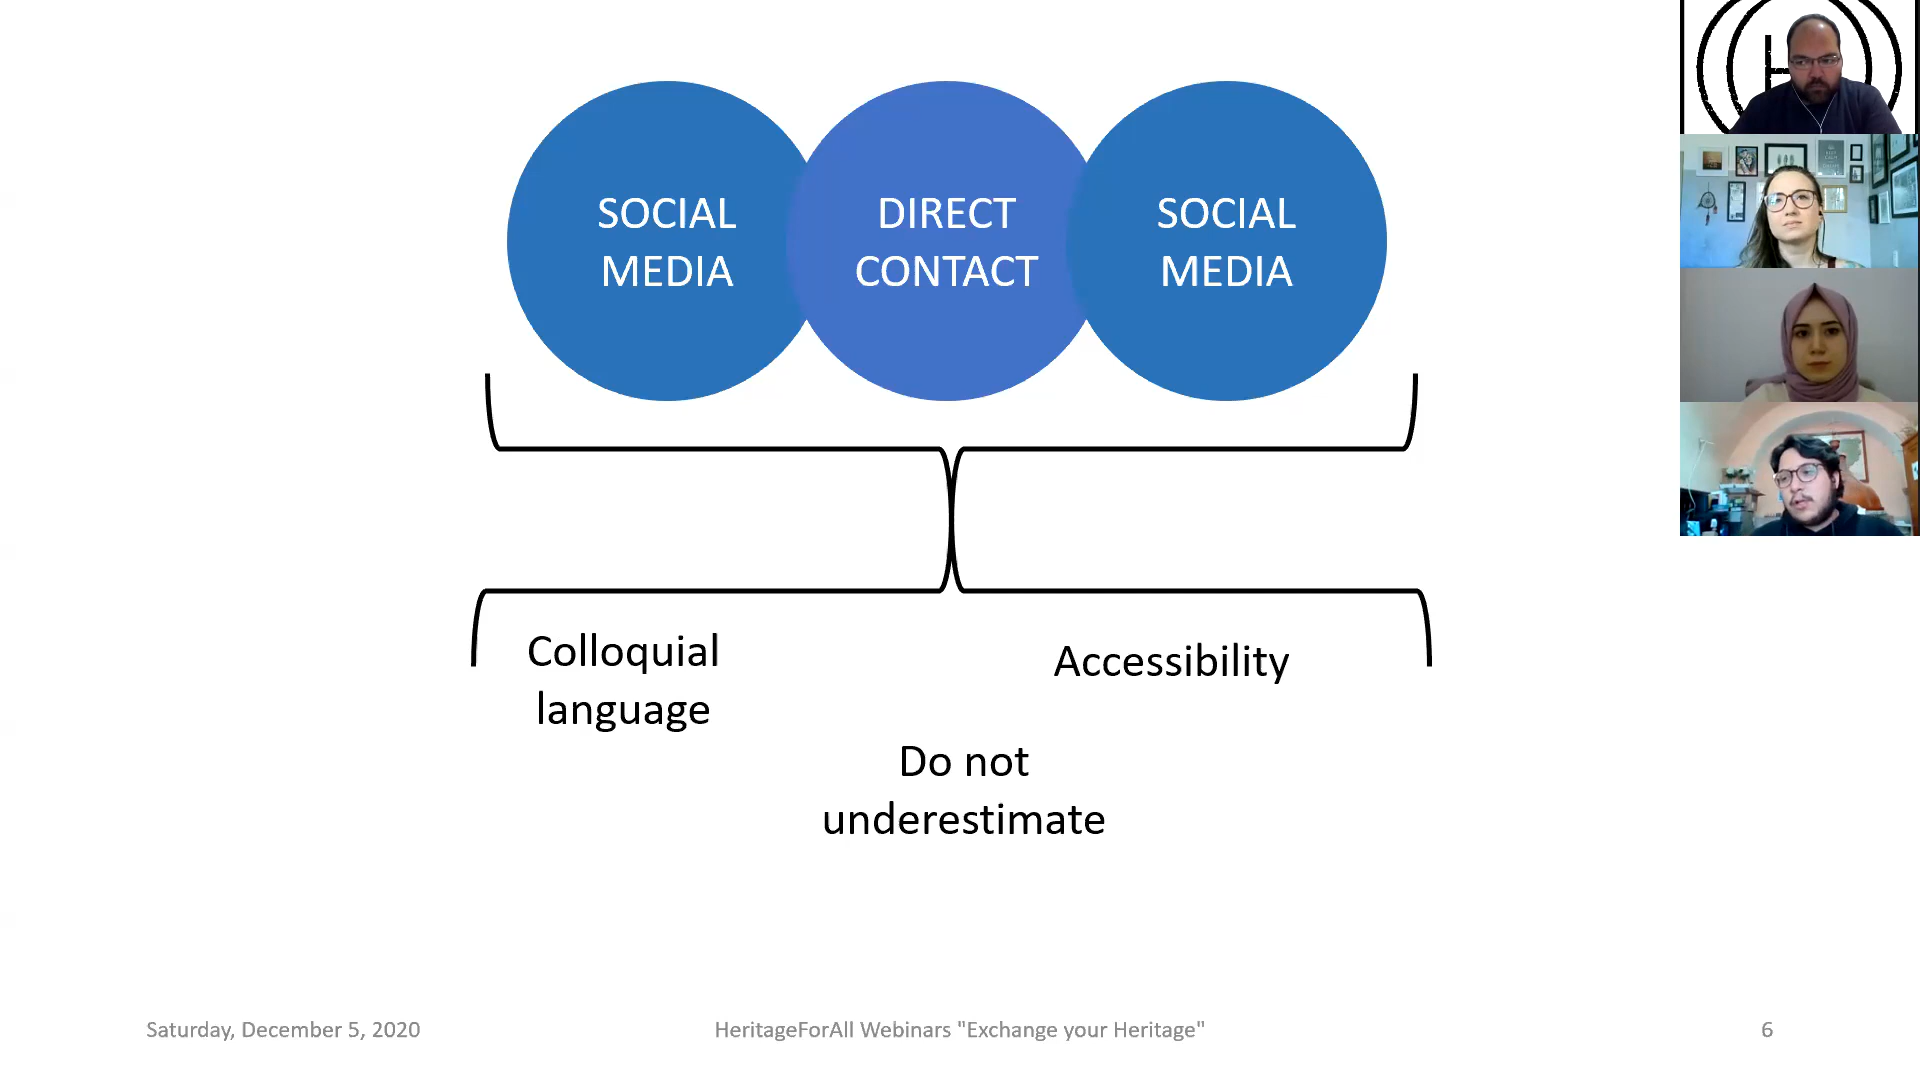 SOCIAL
MEDIA
DIRECT
CONTACT
SOCIAL
MEDIA
Colloquial
language
Accessibility
Do not
underestimate
Saturday, December 5, 2020
HeritageForAll Webinars "Exchange your Heritage"
6